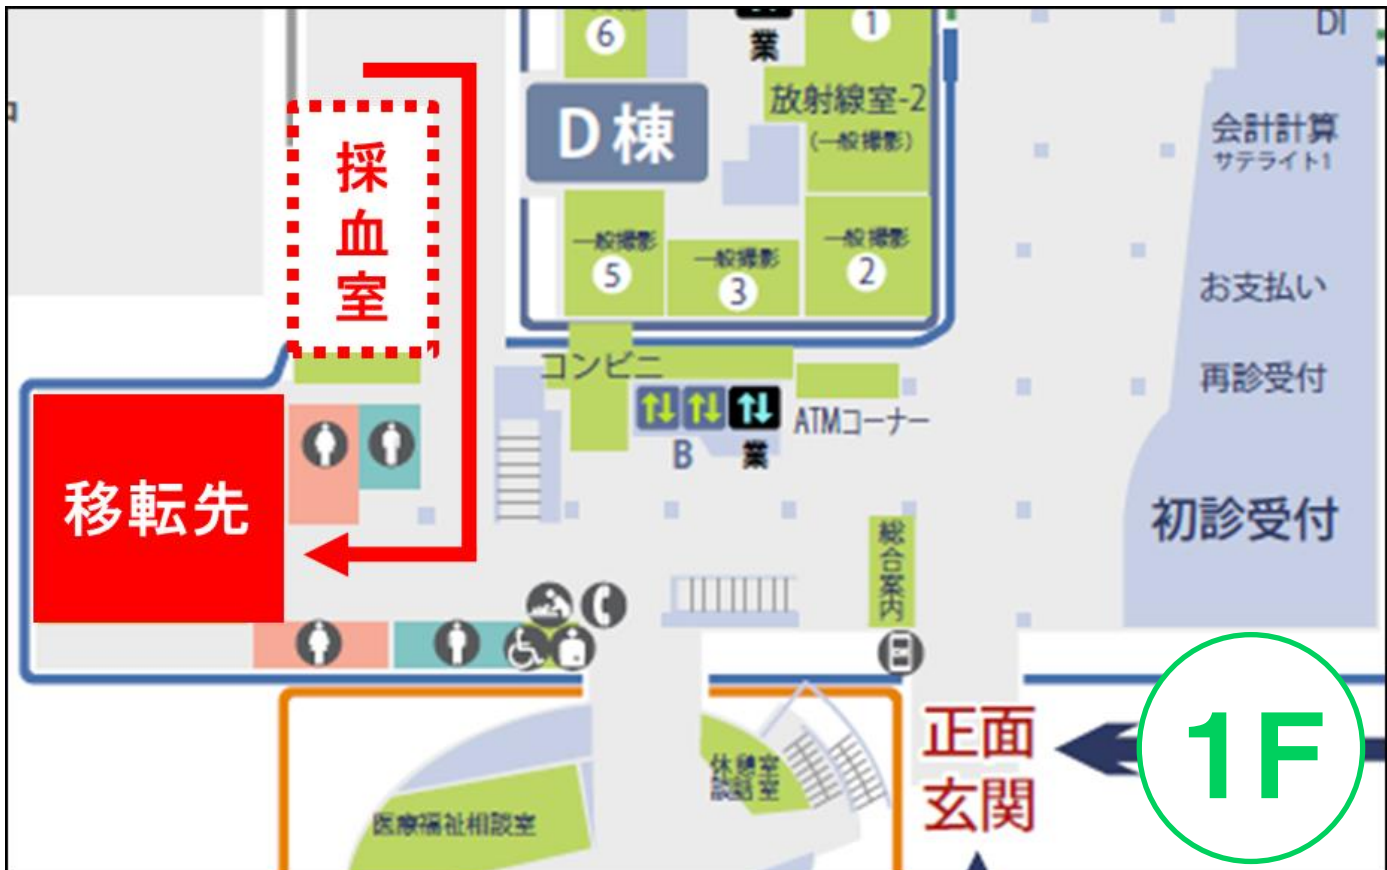 6
業
1
DI
放射線室-2
(一般撮影)
D棟
採血室
会計計算
サテライト1
一般撮影
5
一般撮影
3
一般撮影
2
お支払い
コンビニ
再診受付
ATMコーナー
B
業
移転先
初診受付
総合案内
正面
玄関
1F
休憩室
談話室
医療福祉相談室